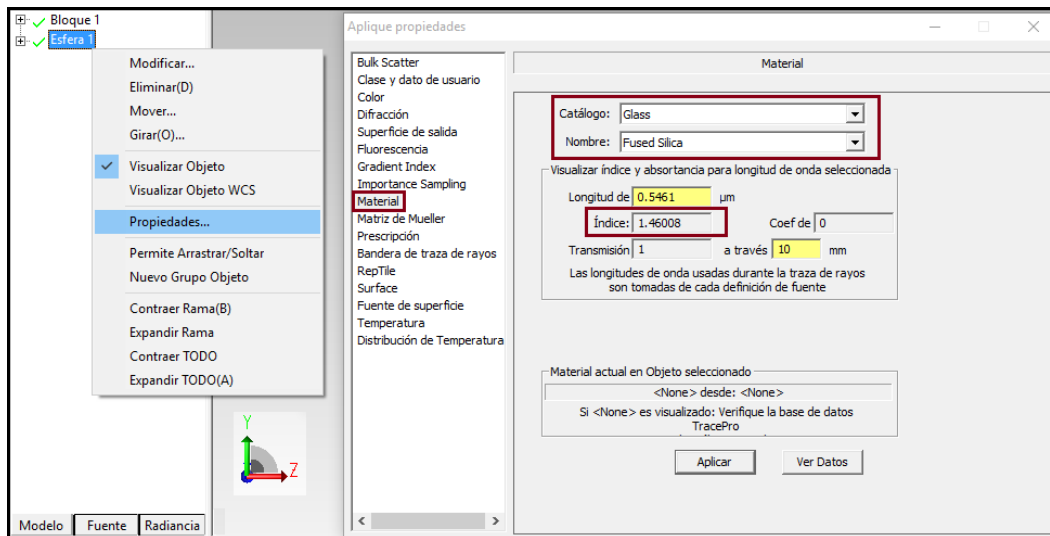 Bloque 1
Esfera 1
Modificar...
Eliminar(D)
Mover...
Girar(O)...
Visualizar Objeto
Visualizar Objeto WCS
Propiedades...
Permite Arrastrar/Soltar
Nuevo Grupo Objeto
Contraer Rama(B)
Expandir Rama
Contraer TODO
Expandir TODO(A)
Y
Z
Modelo
Fuente
Radiancia
Aplique propiedades
Bulk Scatter
Clase y dato de usuario
Color
Difracción
Superficie de salida
Fluorescencia
Gradient Index
Importance Sampling
Material
Matriz de Mueller
Prescripción
Bandera de traza de rayos
RepTile
Surface
Fuente de superficie
Temperatura
Distribución de Temperatura
Material
Catálogo: Glass
Nombre: Fused Silica
Visualizar índice y absortancia para longitud de onda seleccionada
Longitud de 0.5461 µm
Índice: 1.46008 Coef de 0
Transmisión 1 a través 10 mm
Las longitudes de onda usadas durante la traza de rayos
son tomadas de cada definición de fuente
Material actual en Objeto seleccionado
<None> desde: <None>
Si <None> es visualizado: Verifique la base de datos
TracePro
Aplicar
Ver Datos